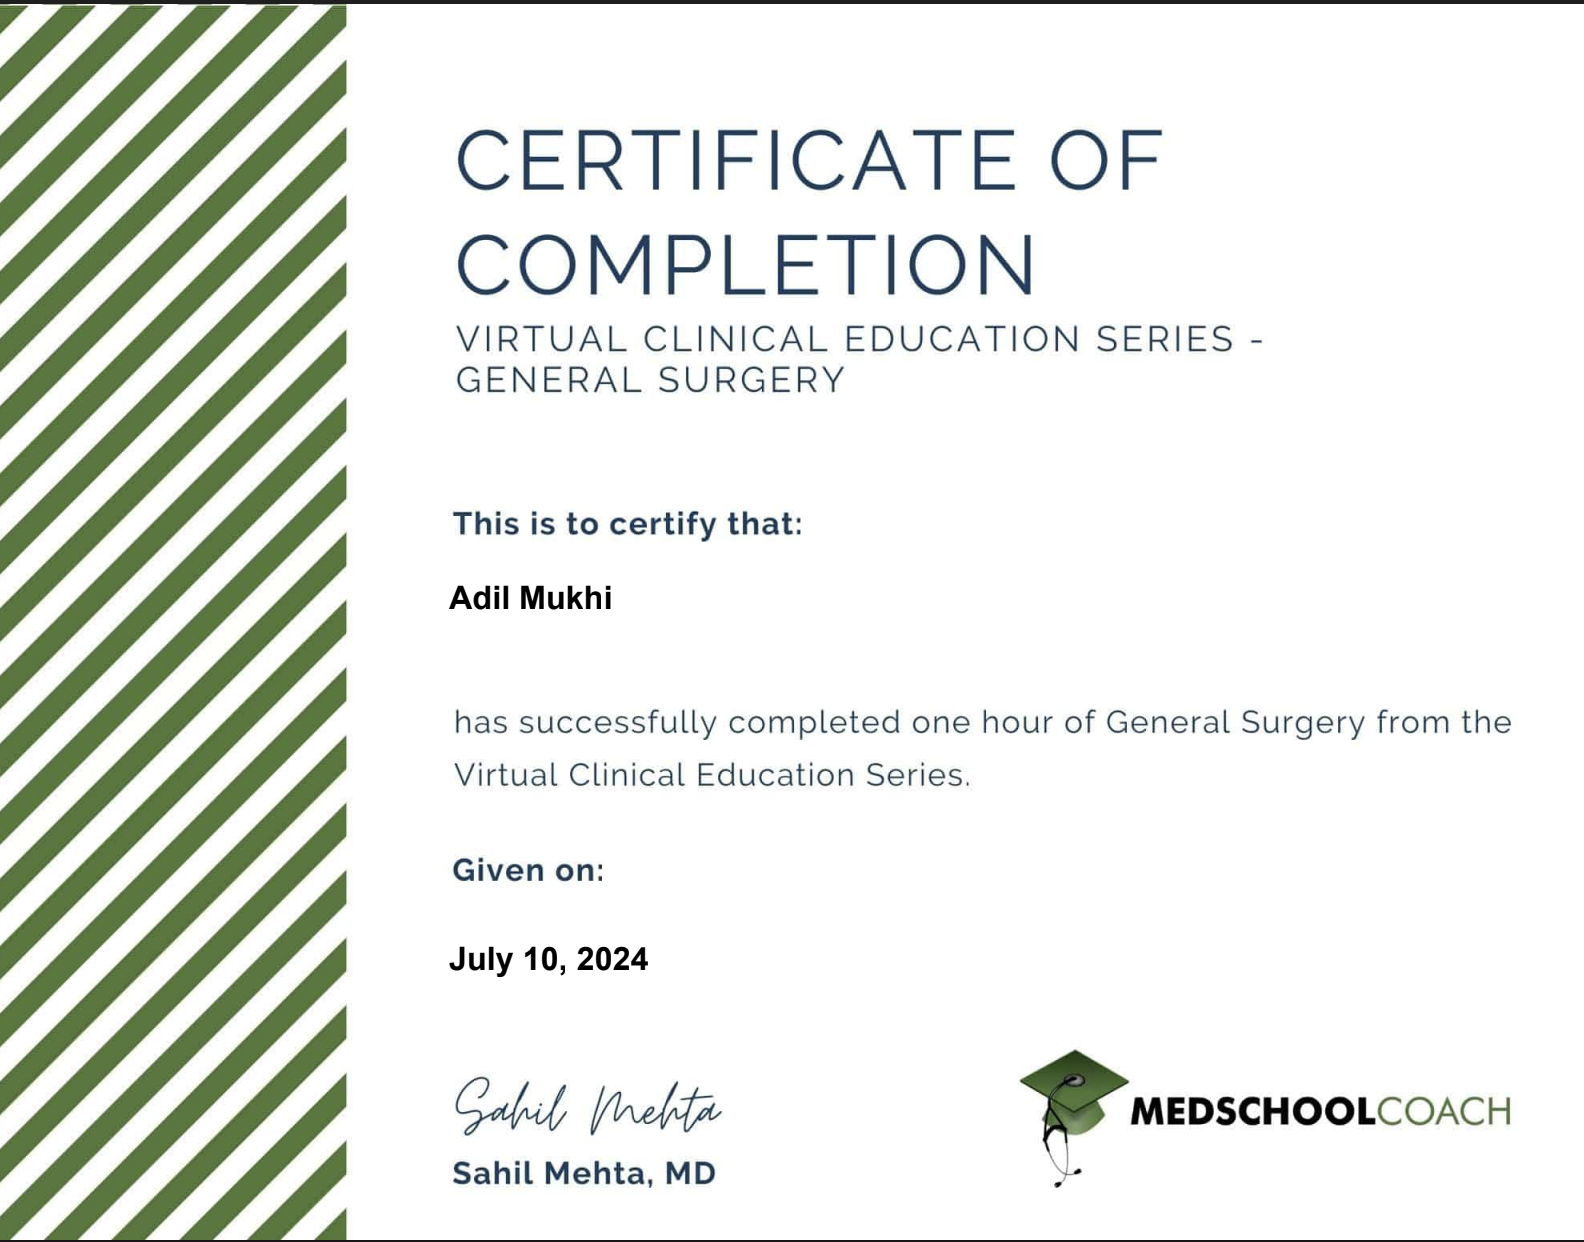 CERTIFICATE OF
COMPLETION
VIRTUAL CLINICAL EDUCATION SERIES -
GENERAL SURGERY
This is to certify that:
Adil Mukhi
has successfully completed one hour of General Surgery from the
Virtual Clinical Education Series.
Given on:
July 10, 2024
Sahil Mehta
Sahil Mehta, MD
MEDSCHOOLCOACH